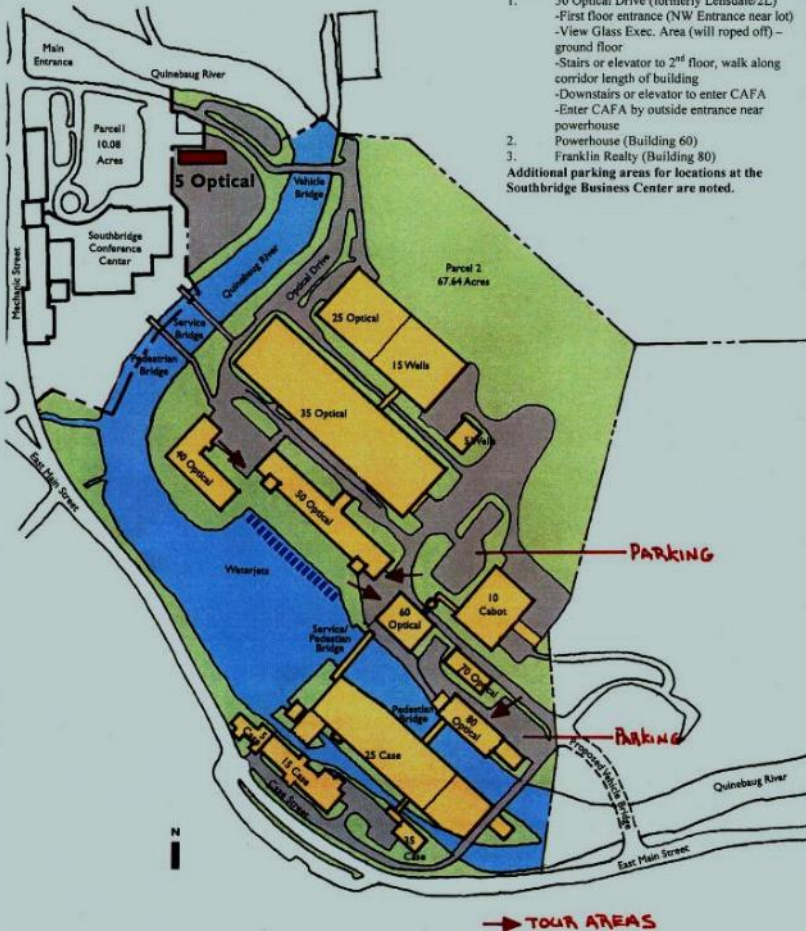 1. 50 Optical Drive (formerly Lensdale/2L)
-First floor entrance (NW Entrance near lot)
-View Glass Exec. Area (will roped off) –
ground floor
-Stairs or elevator to 2nd floor, walk along
corridor length of building
-Downstairs or elevator to enter CAFA
-Enter CAFA by outside entrance near
powerhouse
2. Powerhouse (Building 60)
3. Franklin Realty (Building 80)
Additional parking areas for locations at the
Southbridge Business Center are noted.
Main
Entrance
Quinebaug River
Parcel 1
10.08
Acres
5 Optical
Vehicle
Bridge
Southbridge
Conference
Center
Mechanic Street
Quinebaug River
Optical Drive
Parcel 2
67.64 Acres
Service
Bridge
Pedestrian
Bridge
25 Optical
15 Wells
35 Optical
5 Wells
40 Optical
50 Optical
East Main Street
Waterjets
PARKING
10
Cabot
60
Optical
Service/
Pedestian
Bridge
70 Optical
Pedestian
Bridge
80
Optical
PARKING
5
Case
15 Case
25 Case
Case Street
35
Case
Proposed Vehicle Bridge
Quinebaug River
East Main Street
N
TOUR AREAS